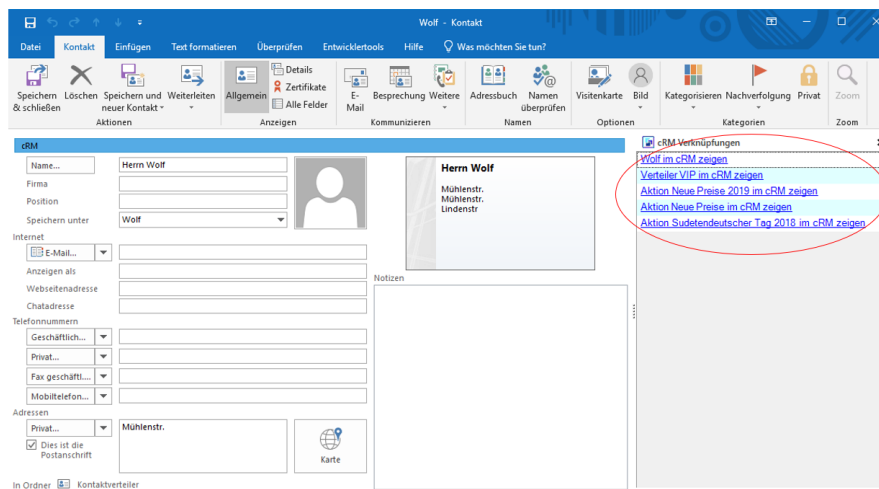 Wolf - Kontakt
Datei Kontakt Einfügen Text formatieren Überprüfen Entwicklertools Hilfe Was möchten Sie tun?
Speichern & schließen
Löschen
Speichern und neuer Kontakt
Weiterleiten
Aktionen
Allgemein
Details
Zertifikate
Alle Felder
Anzeigen
E-Mail
Besprechung
Weitere
Kommunizieren
Adressbuch
Namen überprüfen
Namen
Visitenkarte
Bild
Optionen
Kategorisieren
Nachverfolgung
Privat
Kategorien
Zoom
Zoom
cRM
Name... Herrn Wolf
Firma
Position
Speichern unter Wolf
Internet
E-Mail...
Anzeigen als
Webseitenadresse
Chatadresse
Telefonnummern
Geschäftlich...
Privat...
Fax geschäftl....
Mobiltelefon...
Adressen
Privat... Mühlenstr.
Dies ist die
Postanschrift
Karte
In Ordner Kontaktverteiler
Herrn Wolf
Mühlenstr.
Mühlenstr.
Lindenstr
Notizen
cRM Verknüpfungen
Wolf im cRM zeigen
Verteiler VIP im cRM zeigen
Aktion Neue Preise 2019 im cRM zeigen
Aktion Neue Preise im cRM zeigen
Aktion Sudetendeutscher Tag 2018 im cRM zeigen